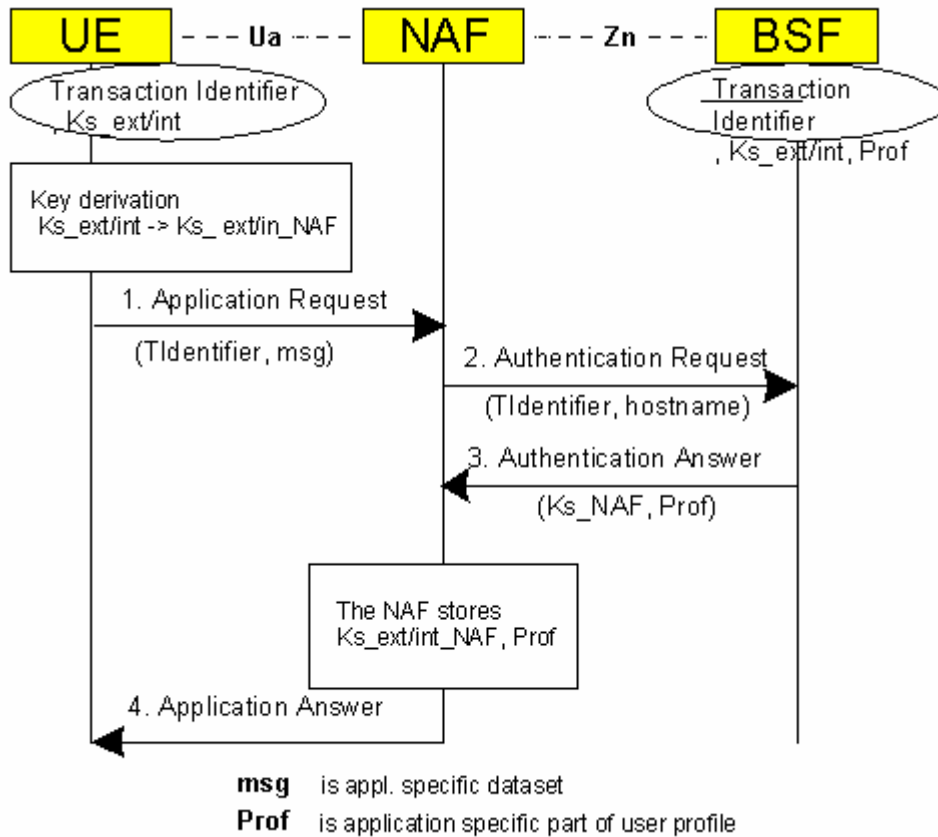 UE Ua NAF Zn BSF
Transaction Identifier
, Ks_ext/int
Transaction
Identifier
, Ks_ext/int, Prof
Key derivation
Ks_ext/int -> Ks_ ext/in_NAF
1. Application Request
(TIdentifier, msg)
2. Authentication Request
(TIdentifier, hostname)
3. Authentication Answer
(Ks_NAF, Prof)
The NAF stores
Ks_ext/int_NAF, Prof
4. Application Answer
msg is appl. specific dataset
Prof is application specific part of user profile